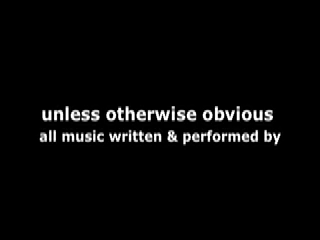 unless otherwise obvious
all music written & performed by